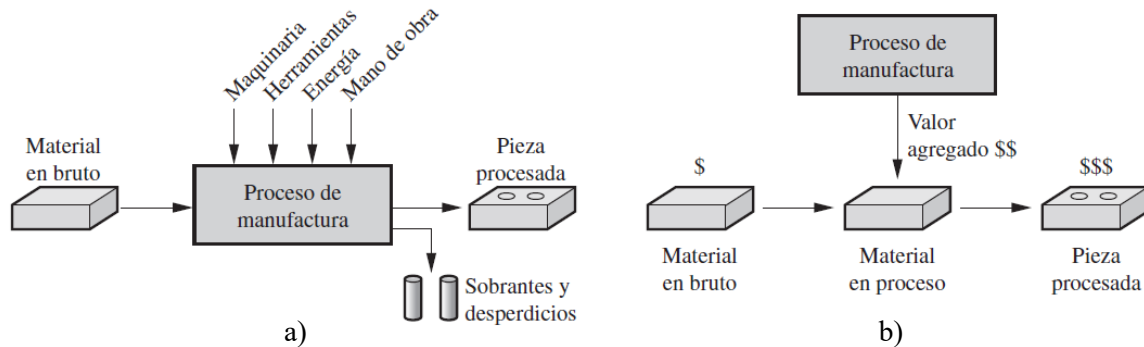 Maquinaria
Herramientas
Energía
Mano de obra
Material
en bruto
Proceso de
manufactura
Pieza
procesada
Sobrantes y
desperdicios
a)
Proceso de
manufactura
Valor
agregado $$
$
$$$
Material
en bruto
Material
en proceso
Pieza
procesada
b)